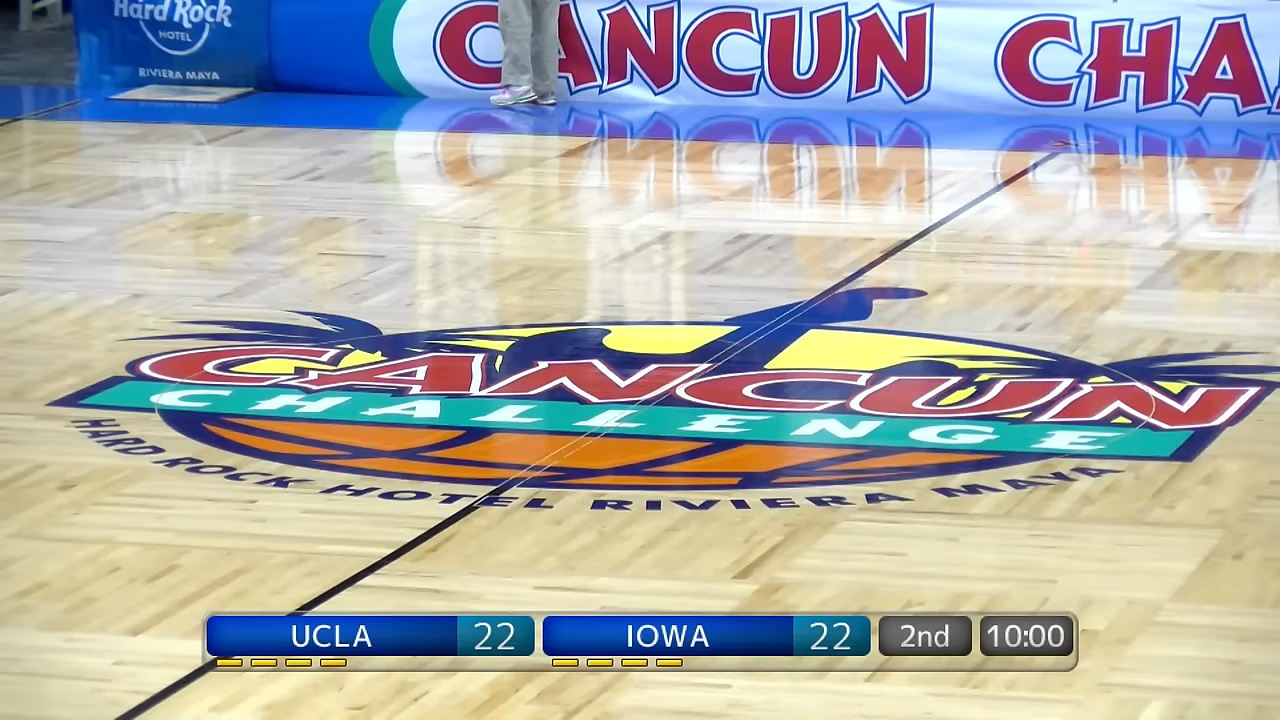 Hard Rock
HOTEL
RIVIERA MAYA
CANCUN CHA
CANCUN
CHALLENGE
HARD ROCK HOTEL RIVIERA MAYA
UCLA 22 IOWA 22 2nd 10:00